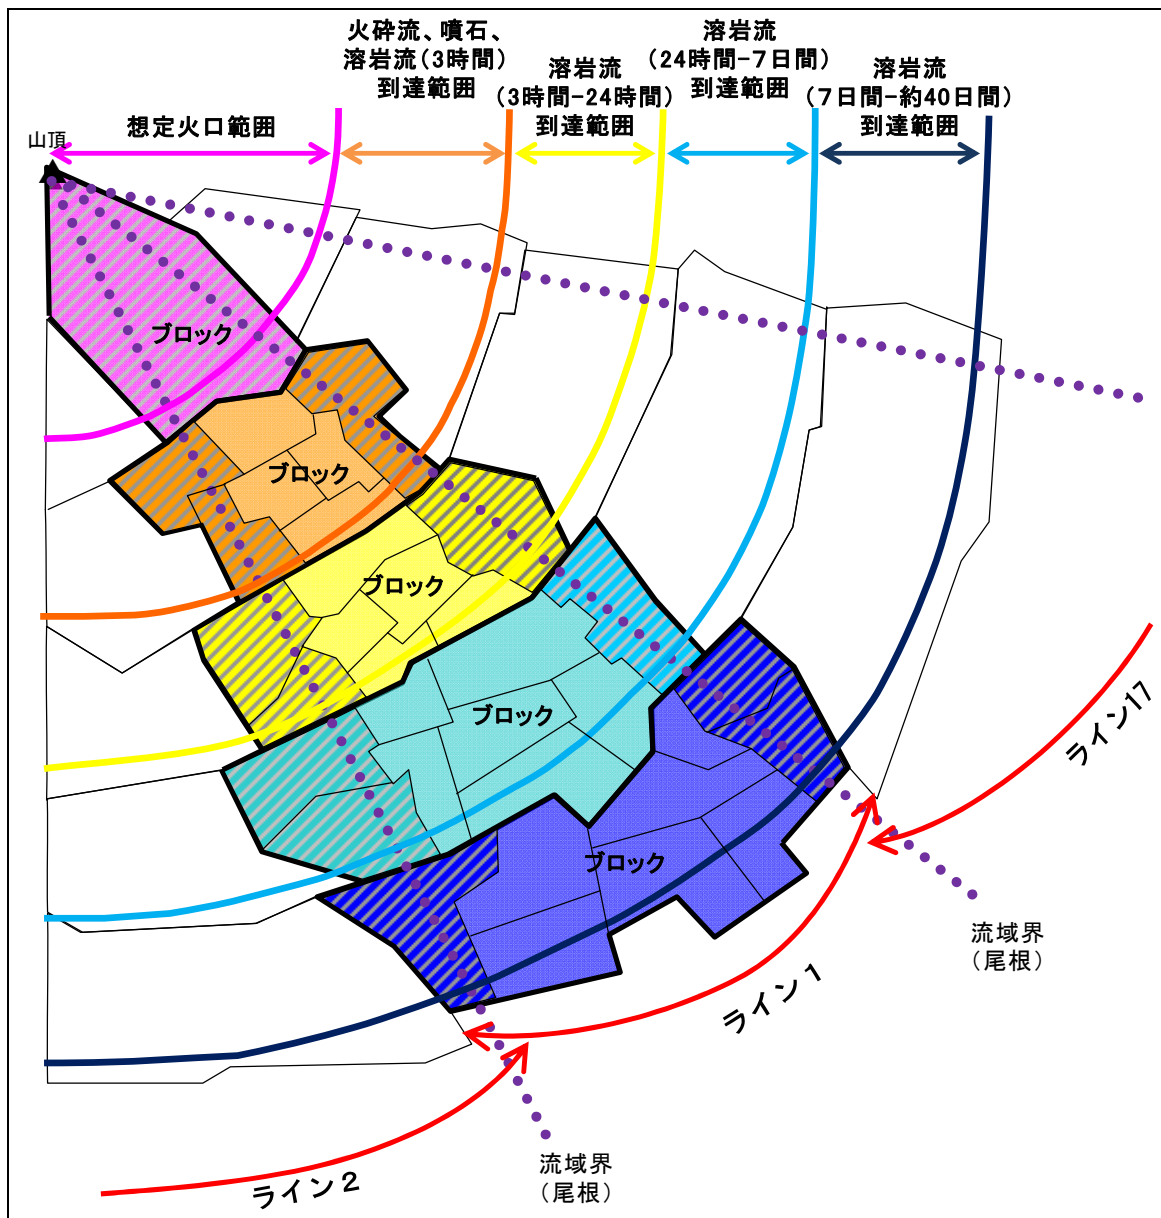 火砕流、噴石、
溶岩流(3時間)
到達範囲
溶岩流
(24時間-7日間)
到達範囲
溶岩流
(3時間-24時間)
到達範囲
溶岩流
(7日間-約40日間)
到達範囲
想定火口範囲
山頂
ブロック
ブロック
ブロック
ブロック
ブロック
ライン17
流域界
(尾根)
ライン1
流域界
(尾根)
ライン2